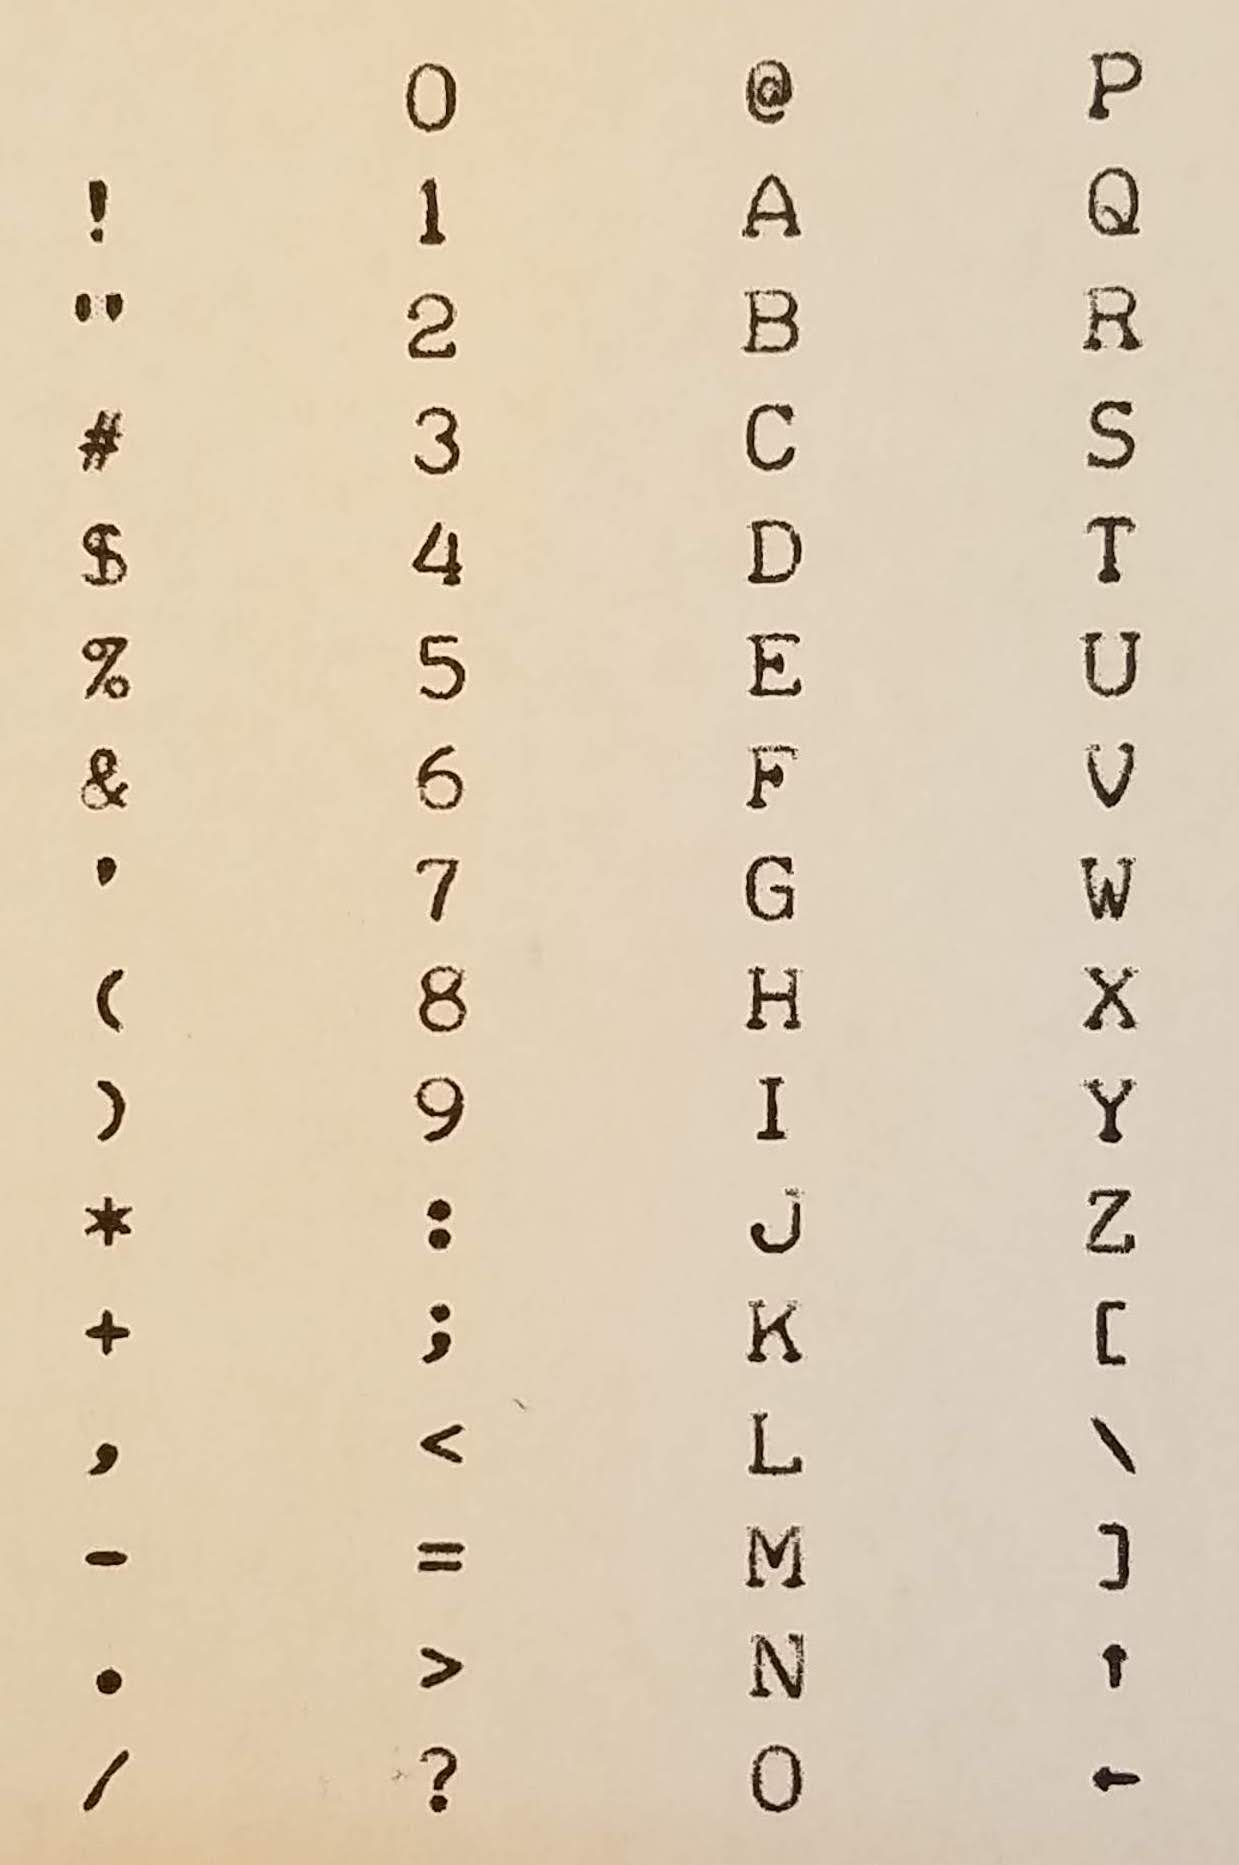 0 @ P
! 1 A Q
" 2 B R
# 3 C S
$ 4 D T
% 5 E U
& 6 F V
' 7 G W
( 8 H X
) 9 I Y
* : J Z
+ ; K [
, < L \
- = M ]
. > N ↑
/ ? O ←